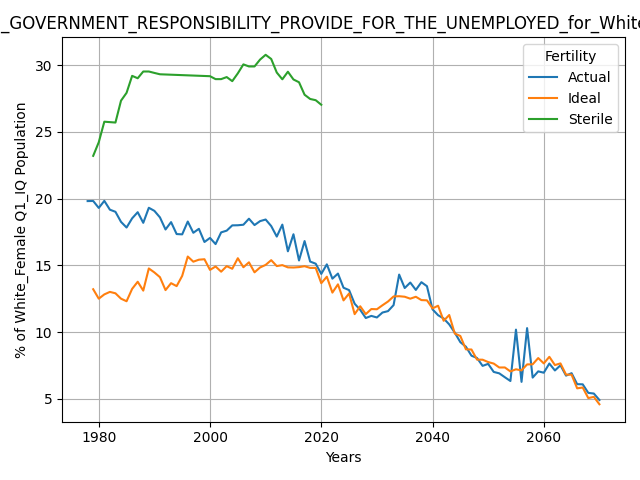 _GOVERNMENT_RESPONSIBILITY_PROVIDE_FOR_THE_UNEMPLOYED_for_White
Fertility
Actual
Ideal
Sterile
% of White_Female Q1_IQ Population
30
25
20
15
10
5
1980 2000 2020 2040 2060
Years